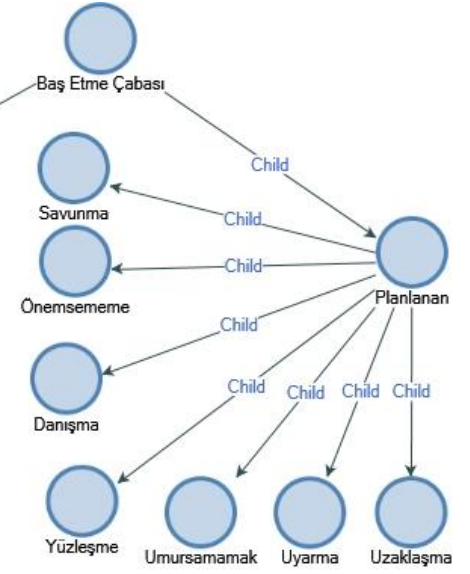 Baş Etme Çabası
Child
Savunma
Child
Child
Planlanan
Önemsememe
Child
Danışma
Child
Child
Child
Child
Yüzleşme
Umursamamak
Uyarma
Uzaklaşma